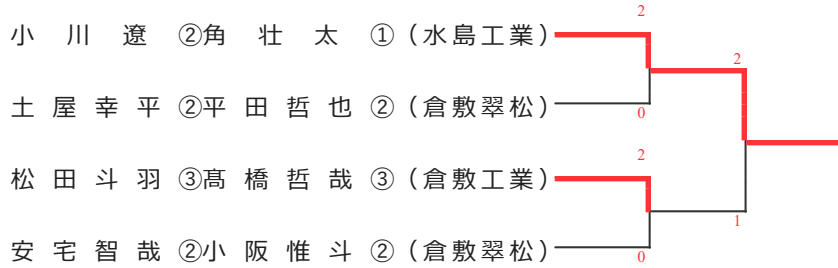 2
小川遼②角壮太①(水島工業)
2
土屋幸平②平田哲也②(倉敷翠松)
0
2
松田斗羽③髙橋哲哉③(倉敷工業)
1
安宅智哉②小阪惟斗②(倉敷翠松)
0